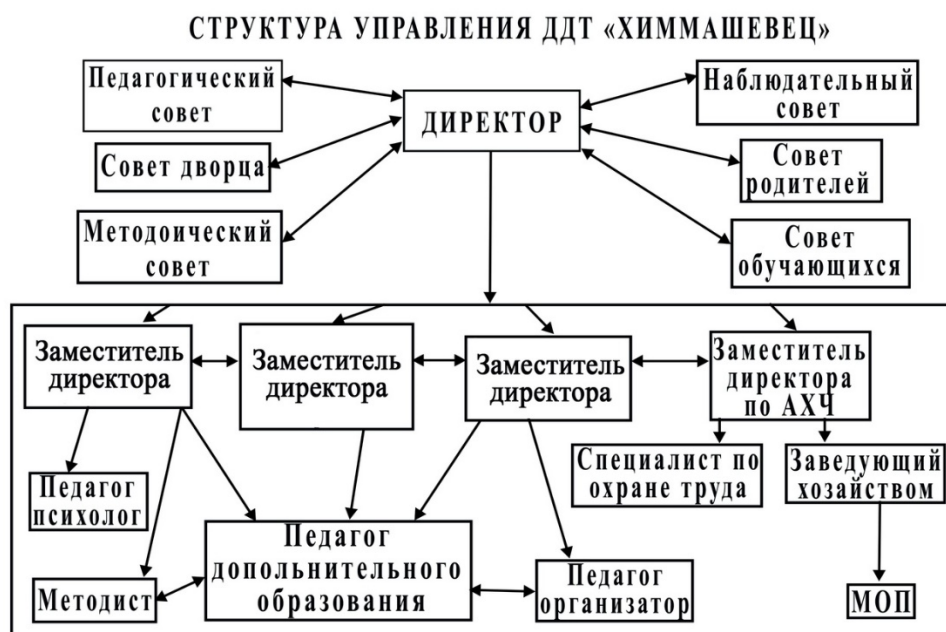 СТРУКТУРА УПРАВЛЕНИЯ ДДТ «ХИММАШЕВЕЦ»
Педагогический
совет
Совет дворца
Методоический
совет
ДИРЕКТОР
Наблюдательный
совет
Совет
родителей
Совет
обучающихся
Заместитель
директора
Заместитель
директора
Заместитель
директора
Заместитель
директора
по АХЧ
Педагог
психолог
Методист
Педагог
допольнительного
образования
Педагог
организатор
Специалист по
охране труда
Заведующий
хозайством
МОП